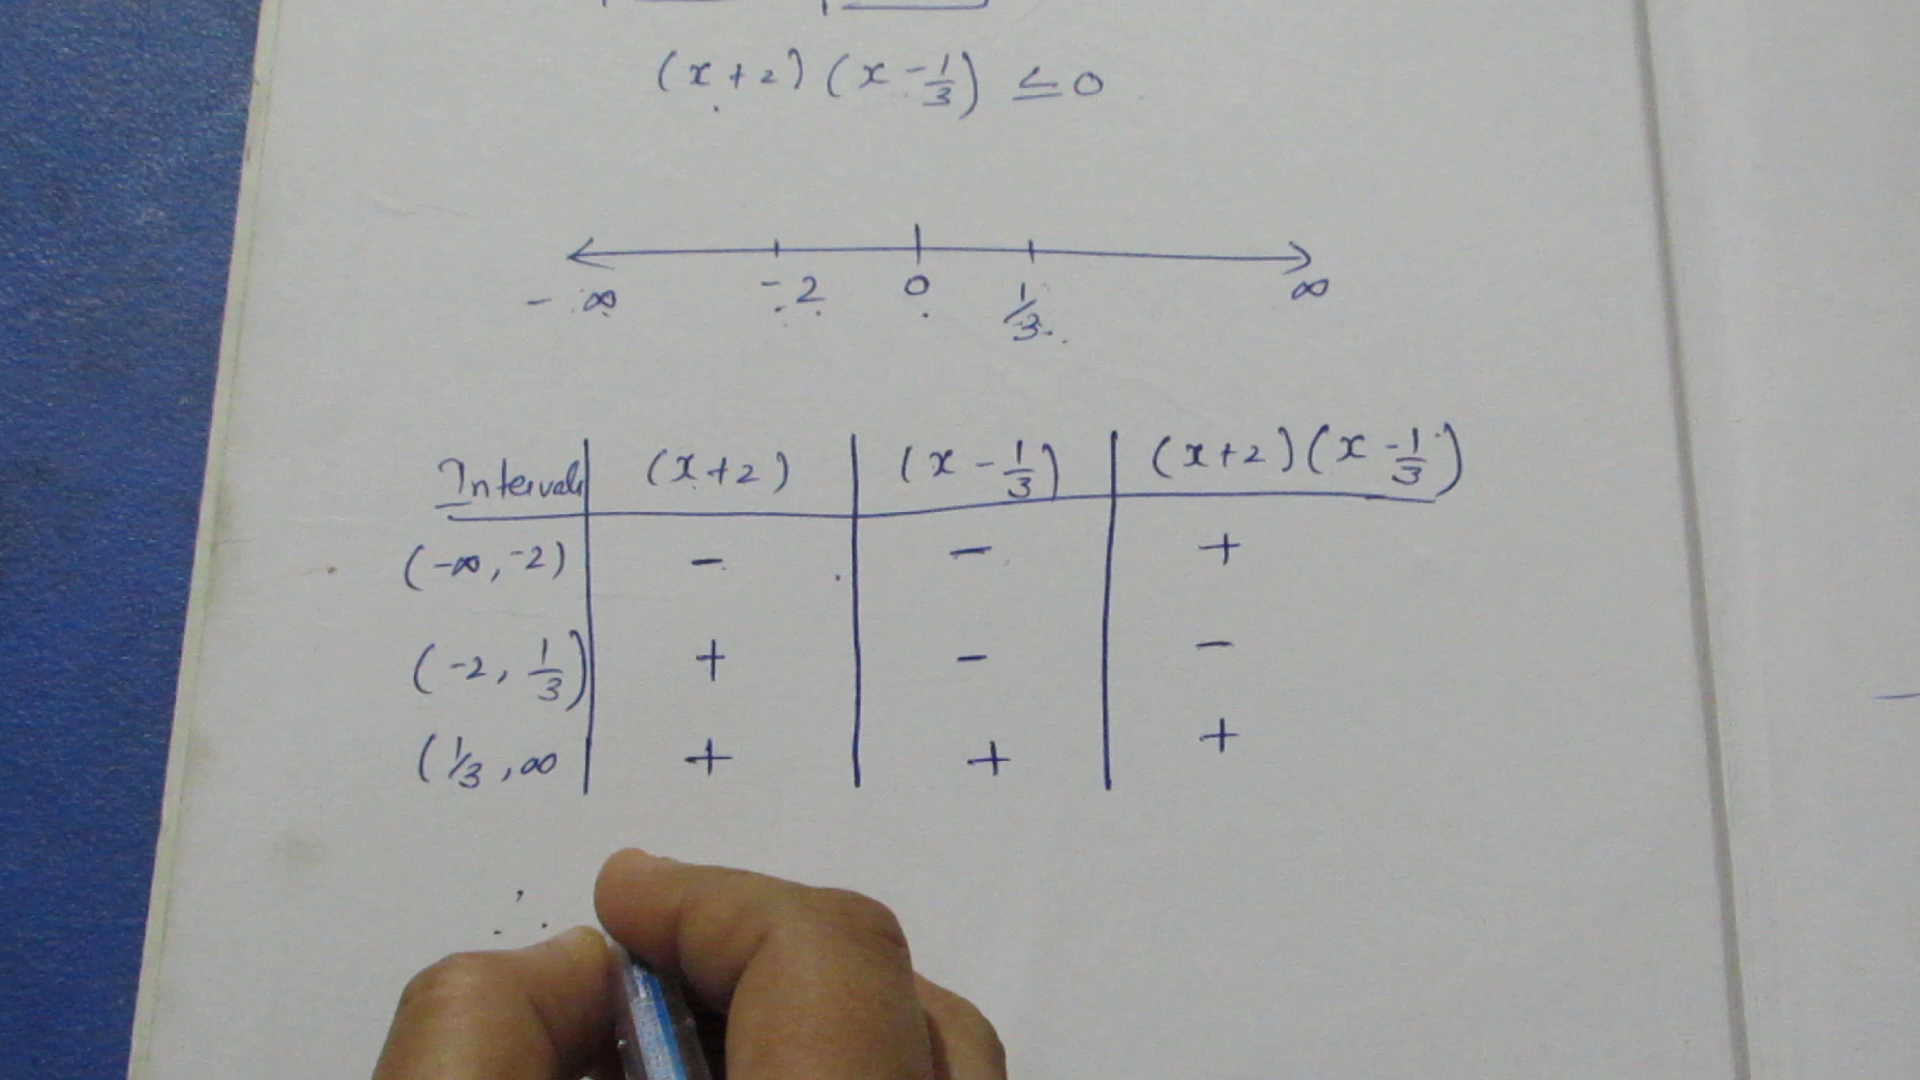 (x+2)(x-1/3) ≤ 0
-∞ -2 0 1/3 ∞
Intervals (x+2) (x-1/3) (x+2)(x-1/3)
(-∞,-2) - - +
(-2, 1/3) + - -
(1/3, ∞ + + +
∴